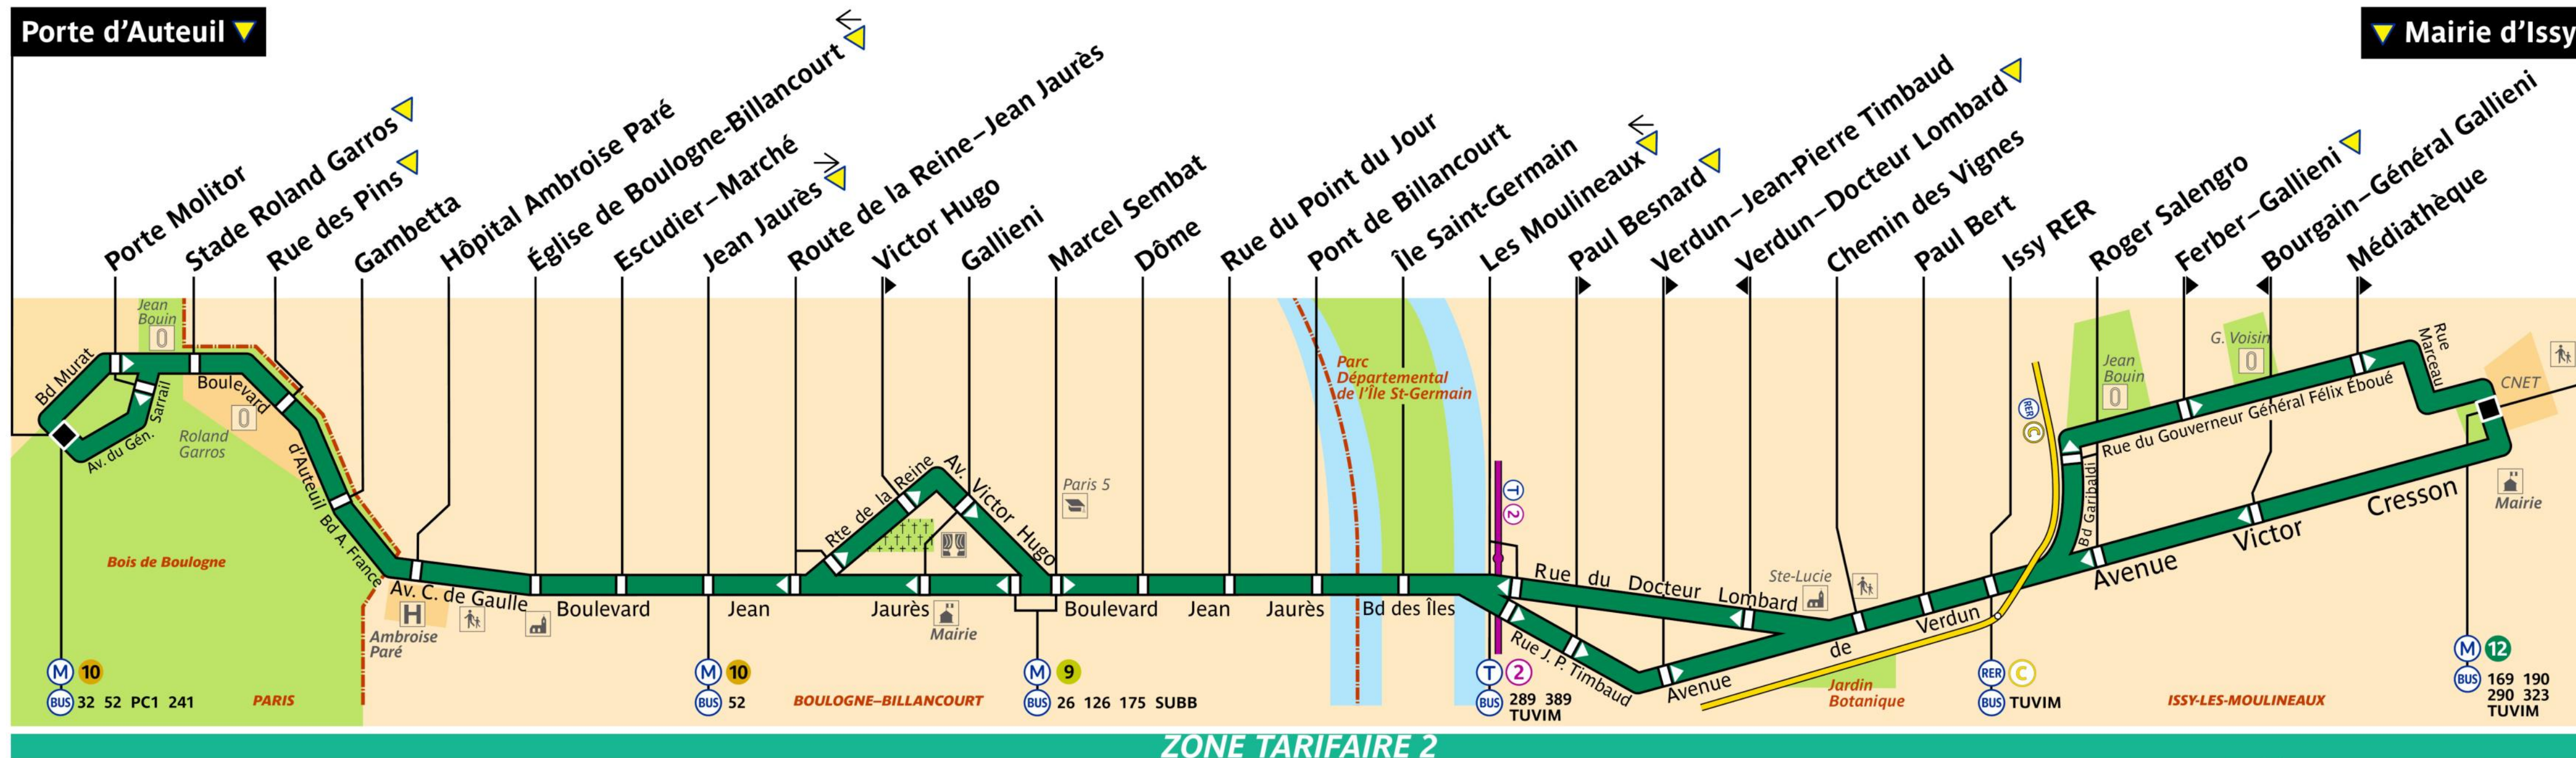 Porte d'Auteuil
Mairie d'Issy
Porte Molitor
Stade Roland Garros
Rue des Pins
Gambetta
Hôpital Ambroise Paré
Église de Boulogne-Billancourt
Escudier–Marché
Jean Jaurès
Route de la Reine–Jean Jaurès
Victor Hugo
Gallieni
Marcel Sembat
Dôme
Rue du Point du Jour
Pont de Billancourt
Île Saint-Germain
Les Moulineaux
Paul Besnard
Verdun–Jean-Pierre Timbaud
Verdun–Docteur Lombard
Chemin des Vignes
Paul Bert
Issy RER
Roger Salengro
Ferber–Gallieni
Bourgain–Général Gallieni
Médiathèque
Jean
Bouin
Bd Murat
Av. du Gén. Sarrail
Boulevard
d'Auteuil
Roland
Garros
Bd A. France
Bois de Boulogne
Av. C. de Gaulle
H
Ambroise
Paré
PARIS
M 10
BUS 32 52 PC1 241
Boulevard
Jean
Jaurès
Mairie
Rte de la Reine
Av. Victor Hugo
Paris 5
M 10
BUS 52
BOULOGNE–BILLANCOURT
M 9
BUS 26 126 175 SUBB
Boulevard
Jean
Jaurès
Bd des Îles
Parc
Départemental
de l'Île St-Germain
T
2
T 2
BUS 289 389
TUVIM
Rue du Docteur Lombard
Rue J. P. Timbaud
Ste-Lucie
Avenue
de
Verdun
Jardin
Botanique
RER
C
RER C
BUS TUVIM
Bd Garibaldi
Jean
Bouin
G. Voisin
Rue du Gouverneur Général Félix Éboué
Rue
Marceau
CNET
Avenue
Victor
Cresson
Mairie
ISSY-LES-MOULINEAUX
M 12
BUS 169 190
290 323
TUVIM
ZONE TARIFAIRE 2